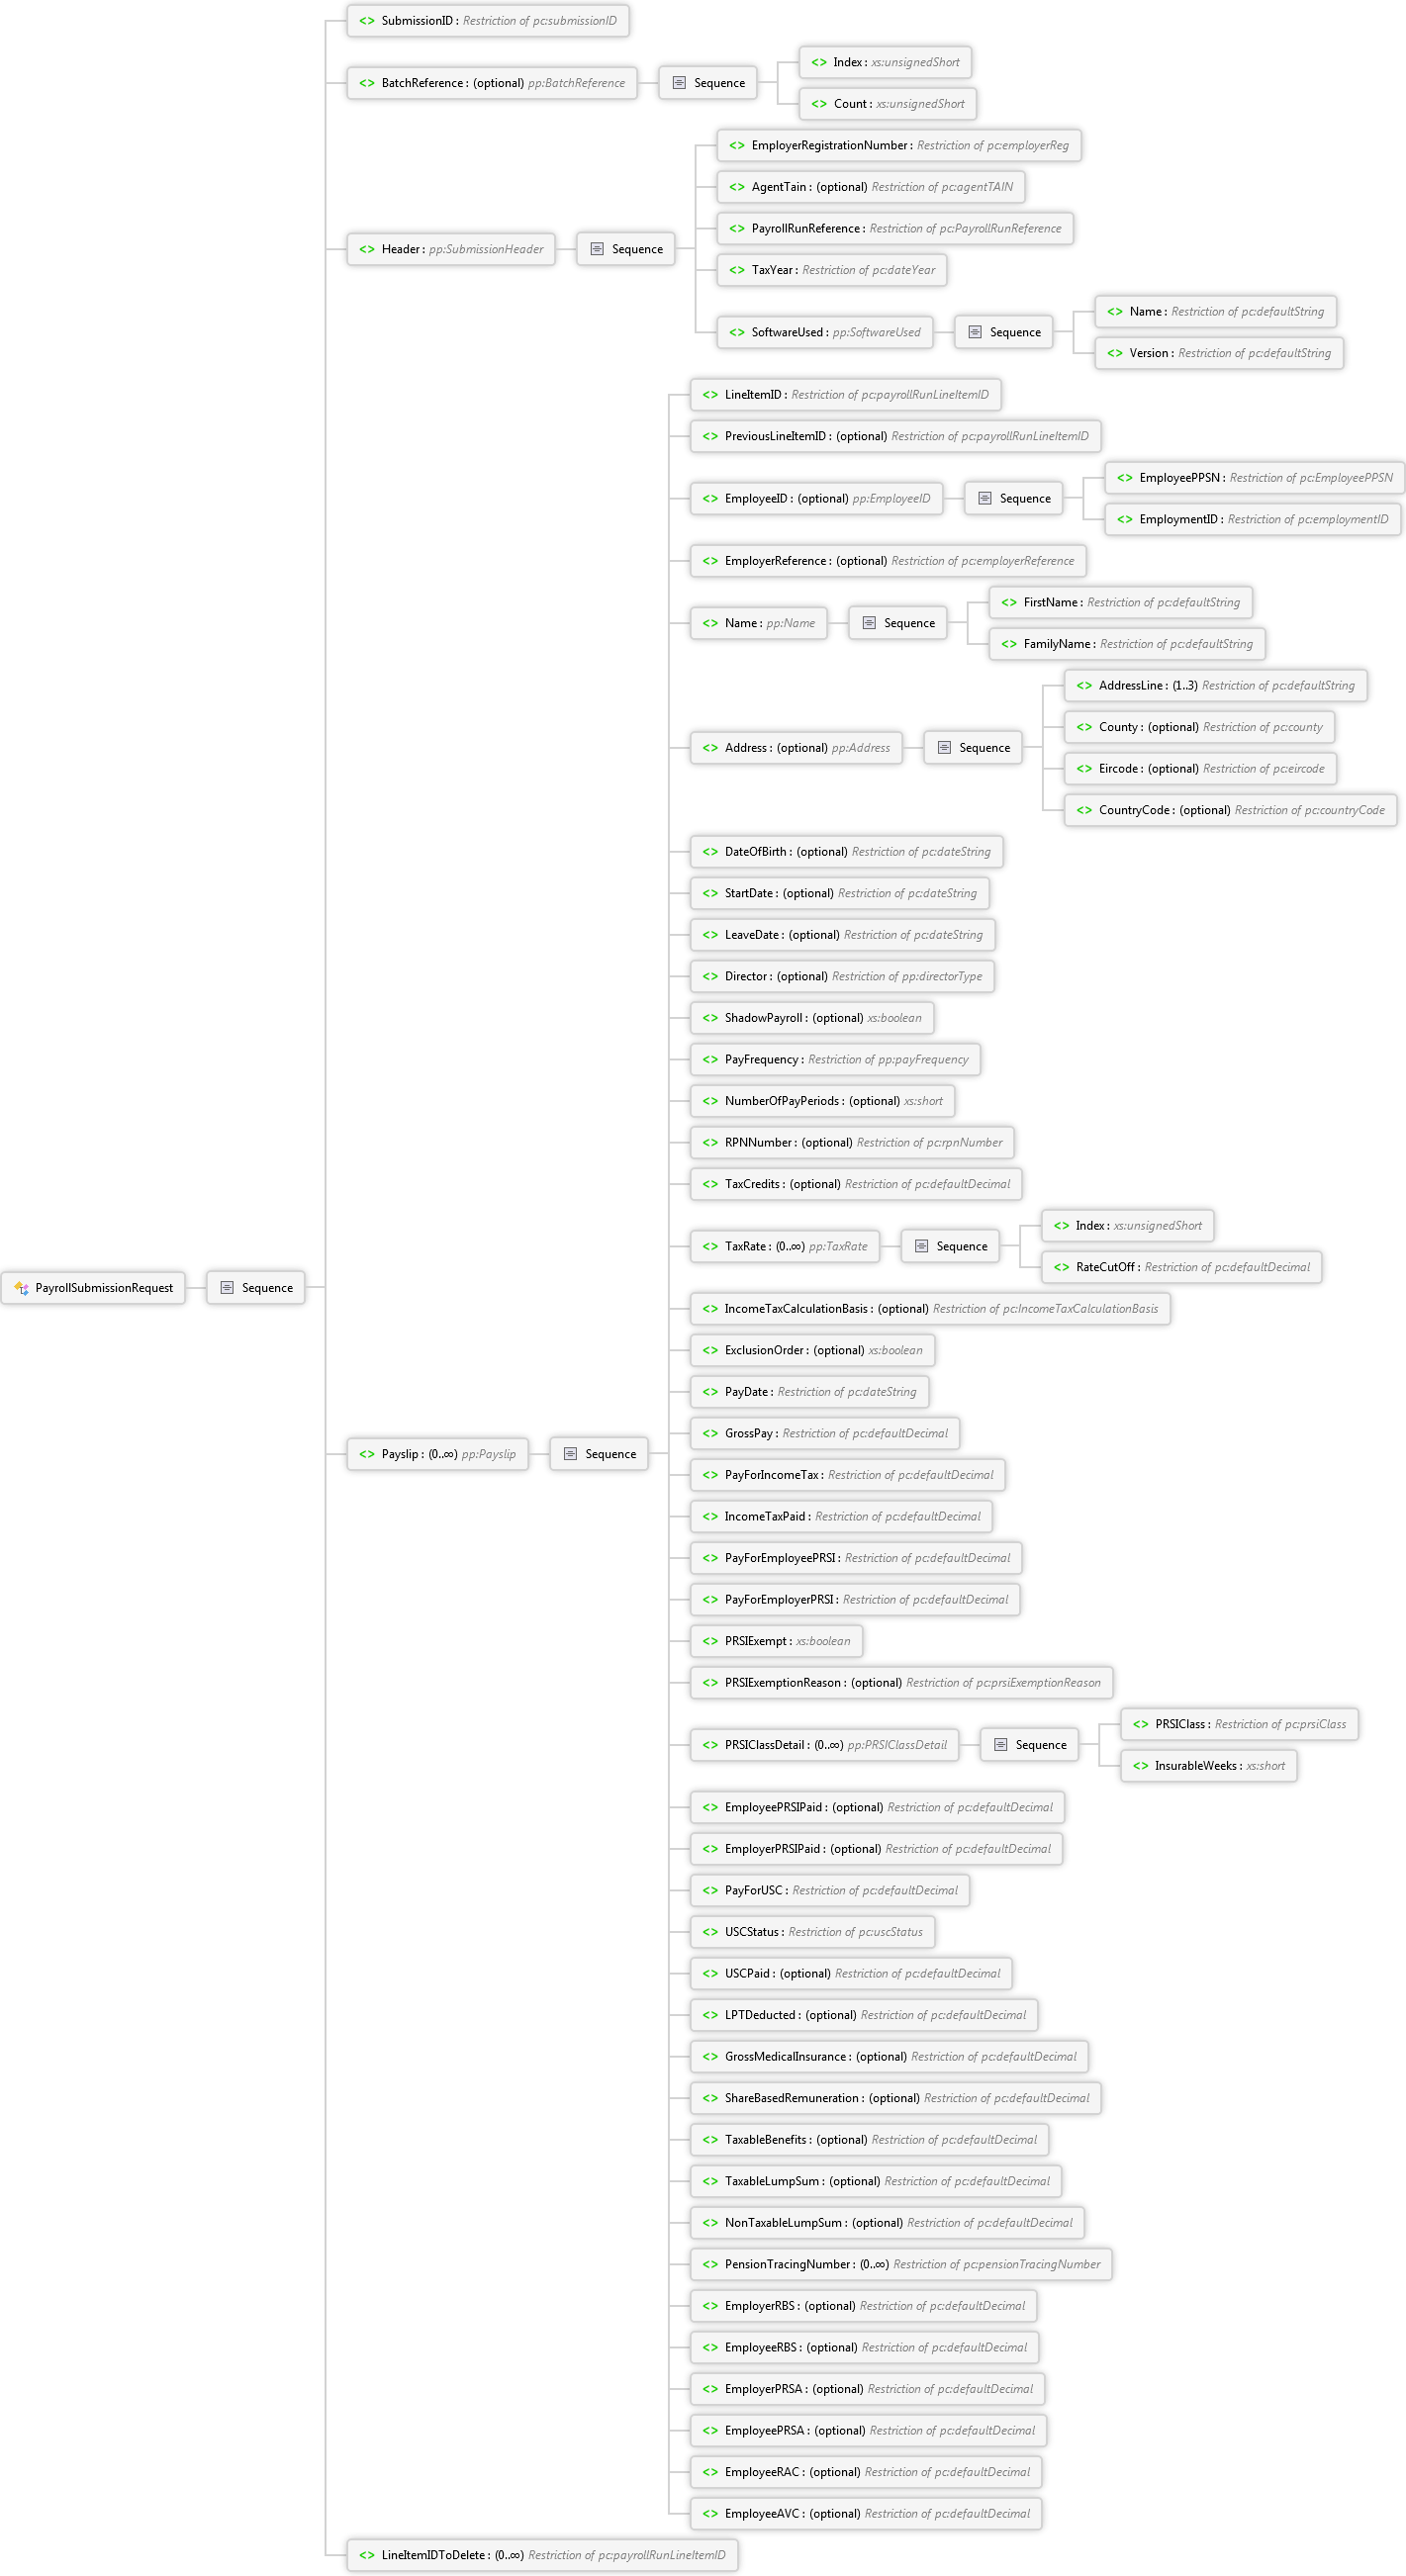 SubmissionID : Restriction of pc:submissionID
BatchReference : (optional) pp:BatchReference
Sequence
Index : xs:unsignedShort
Count : xs:unsignedShort
Header : pp:SubmissionHeader
Sequence
EmployerRegistrationNumber : Restriction of pc:employerReg
AgentTain : (optional) Restriction of pc:agentTAIN
PayrollRunReference : Restriction of pc:PayrollRunReference
TaxYear : Restriction of pc:dateYear
SoftwareUsed : pp:SoftwareUsed
Sequence
Name : Restriction of pc:defaultString
Version : Restriction of pc:defaultString
LineItemID : Restriction of pc:payrollRunLineItemID
PreviousLineItemID : (optional) Restriction of pc:payrollRunLineItemID
EmployeeID : (optional) pp:EmployeeID
Sequence
EmployeePPSN : Restriction of pc:EmployeePPSN
EmploymentID : Restriction of pc:employmentID
EmployerReference : (optional) Restriction of pc:employerReference
Name : pp:Name
Sequence
FirstName : Restriction of pc:defaultString
FamilyName : Restriction of pc:defaultString
Address : (optional) pp:Address
Sequence
AddressLine : (1..3) Restriction of pc:defaultString
County : (optional) Restriction of pc:county
Eircode : (optional) Restriction of pc:eircode
CountryCode : (optional) Restriction of pc:countryCode
DateOfBirth : (optional) Restriction of pc:dateString
StartDate : (optional) Restriction of pc:dateString
LeaveDate : (optional) Restriction of pc:dateString
Director : (optional) Restriction of pp:directorType
ShadowPayroll : (optional) xs:boolean
PayFrequency : Restriction of pp:payFrequency
NumberOfPayPeriods : (optional) xs:short
RPNNumber : (optional) Restriction of pc:rpnNumber
TaxCredits : (optional) Restriction of pc:defaultDecimal
TaxRate : (0..∞) pp:TaxRate
Sequence
Index : xs:unsignedShort
RateCutOff : Restriction of pc:defaultDecimal
PayrollSubmissionRequest
Sequence
IncomeTaxCalculationBasis : (optional) Restriction of pc:IncomeTaxCalculationBasis
ExclusionOrder : (optional) xs:boolean
PayDate : Restriction of pc:dateString
GrossPay : Restriction of pc:defaultDecimal
Payslip : (0..∞) pp:Payslip
Sequence
PayForIncomeTax : Restriction of pc:defaultDecimal
IncomeTaxPaid : Restriction of pc:defaultDecimal
PayForEmployeePRSI : Restriction of pc:defaultDecimal
PayForEmployerPRSI : Restriction of pc:defaultDecimal
PRSIExempt : xs:boolean
PRSIExemptionReason : (optional) Restriction of pc:prsiExemptionReason
PRSIClassDetail : (0..∞) pp:PRSIClassDetail
Sequence
PRSIClass : Restriction of pc:prsiClass
InsurableWeeks : xs:short
EmployeePRSIPaid : (optional) Restriction of pc:defaultDecimal
EmployerPRSIPaid : (optional) Restriction of pc:defaultDecimal
PayForUSC : Restriction of pc:defaultDecimal
USCStatus : Restriction of pc:uscStatus
USCPaid : (optional) Restriction of pc:defaultDecimal
LPTDeducted : (optional) Restriction of pc:defaultDecimal
GrossMedicalInsurance : (optional) Restriction of pc:defaultDecimal
ShareBasedRemuneration : (optional) Restriction of pc:defaultDecimal
TaxableBenefits : (optional) Restriction of pc:defaultDecimal
TaxableLumpSum : (optional) Restriction of pc:defaultDecimal
NonTaxableLumpSum : (optional) Restriction of pc:defaultDecimal
PensionTracingNumber : (0..∞) Restriction of pc:pensionTracingNumber
EmployerRBS : (optional) Restriction of pc:defaultDecimal
EmployeeRBS : (optional) Restriction of pc:defaultDecimal
EmployerPRSA : (optional) Restriction of pc:defaultDecimal
EmployeePRSA : (optional) Restriction of pc:defaultDecimal
EmployeeRAC : (optional) Restriction of pc:defaultDecimal
EmployeeAVC : (optional) Restriction of pc:defaultDecimal
LineItemIDToDelete : (0..∞) Restriction of pc:payrollRunLineItemID